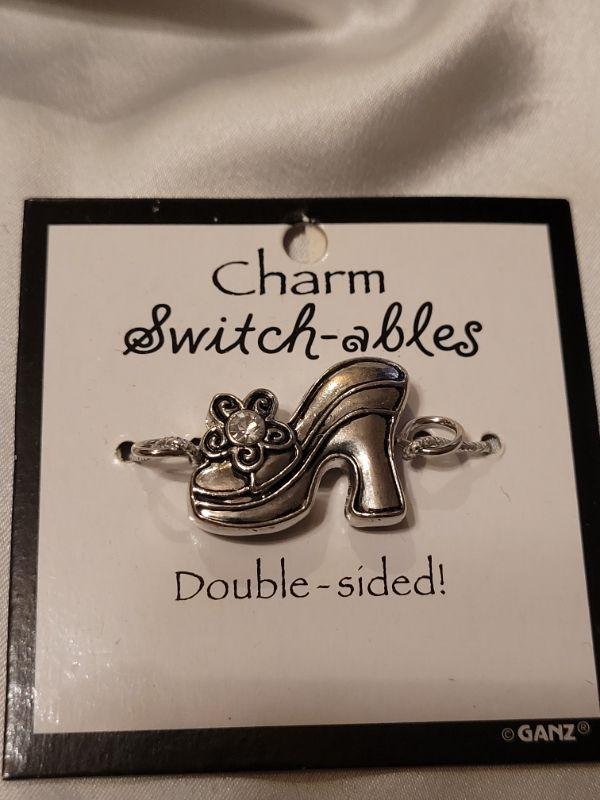 Charm
Switch-ables
Double-sided!
© GANZ®